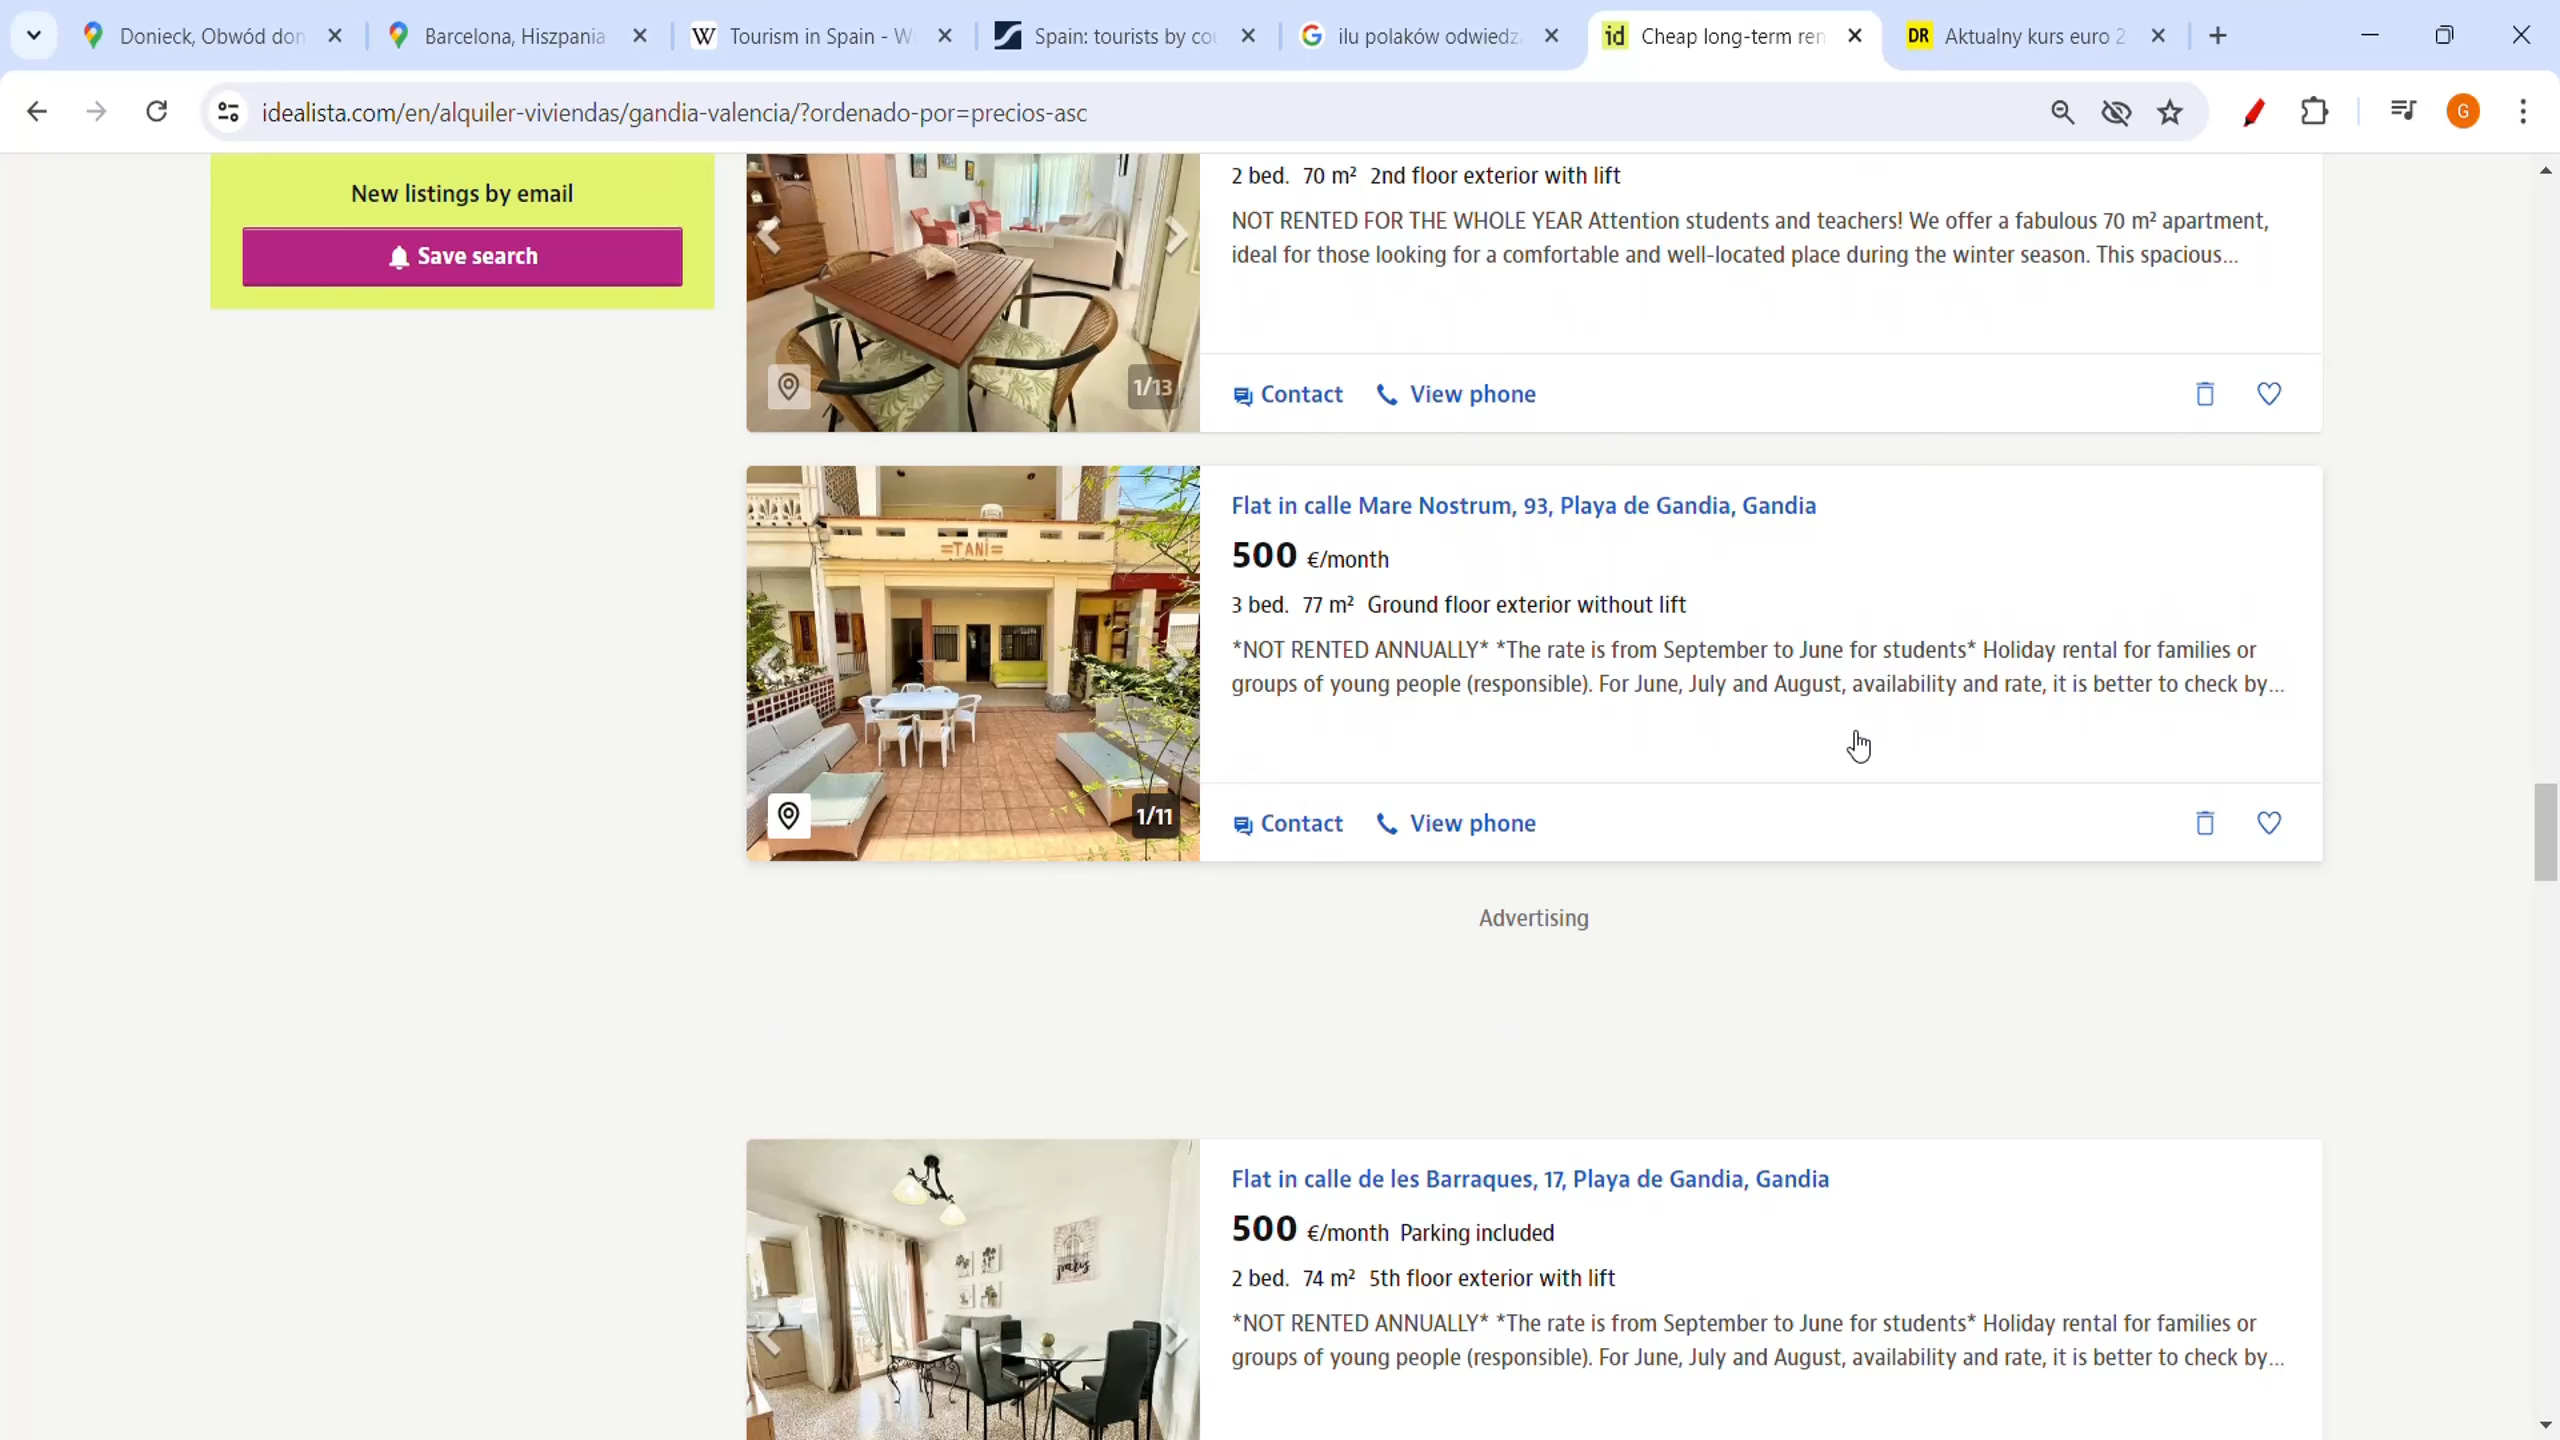 Donieck, Obwód don
Barcelona, Hiszpania
W Tourism in Spain - W
Spain: tourists by cou
ilu polaków odwiedz
id Cheap long-term ren
DR Aktualny kurs euro 2
idealista.com/en/alquiler-viviendas/gandia-valencia/?ordenado-por=precios-asc
G
New listings by email
Save search
2 bed. 70 m² 2nd floor exterior with lift
NOT RENTED FOR THE WHOLE YEAR Attention students and teachers! We offer a fabulous 70 m² apartment,
ideal for those looking for a comfortable and well-located place during the winter season. This spacious...
1/13
Contact View phone
Flat in calle Mare Nostrum, 93, Playa de Gandia, Gandia
500 €/month
3 bed. 77 m² Ground floor exterior without lift
*NOT RENTED ANNUALLY* *The rate is from September to June for students* Holiday rental for families or
groups of young people (responsible). For June, July and August, availability and rate, it is better to check by...
=TANI=
1/11
Contact View phone
Advertising
Flat in calle de les Barraques, 17, Playa de Gandia, Gandia
500 €/month Parking included
2 bed. 74 m² 5th floor exterior with lift
*NOT RENTED ANNUALLY* *The rate is from September to June for students* Holiday rental for families or
groups of young people (responsible). For June, July and August, availability and rate, it is better to check by...
paris